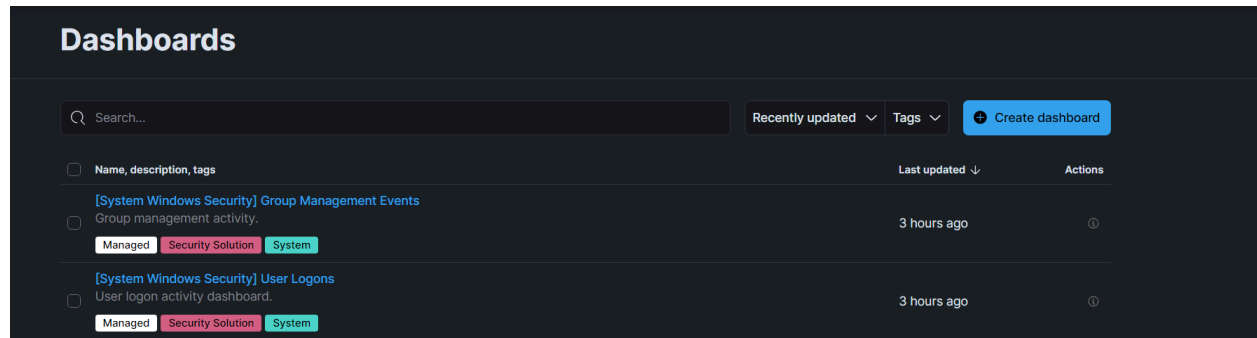 Dashboards
Search...
Recently updated
Tags
Create dashboard
Name, description, tags
Last updated
Actions
[System Windows Security] Group Management Events
Group management activity.
3 hours ago
Managed Security Solution System
[System Windows Security] User Logons
User logon activity dashboard.
3 hours ago
Managed Security Solution System